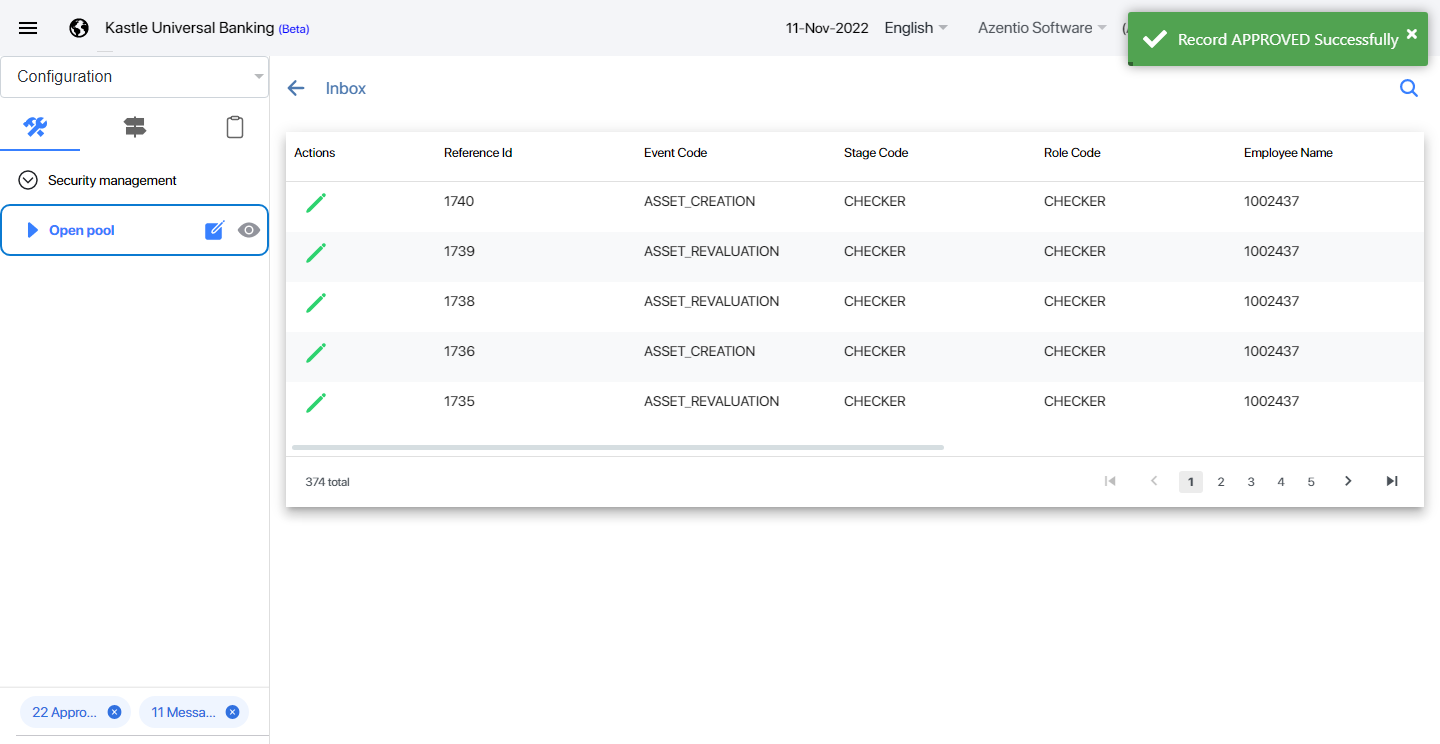 Kastle Universal Banking (Beta)
11-Nov-2022 English Azentio Software
Record APPROVED Successfully
Configuration
Inbox
Security management
Open pool
Actions Reference Id Event Code Stage Code Role Code Employee Name
1740 ASSET_CREATION CHECKER CHECKER 1002437
1739 ASSET_REVALUATION CHECKER CHECKER 1002437
1738 ASSET_REVALUATION CHECKER CHECKER 1002437
1736 ASSET_CREATION CHECKER CHECKER 1002437
1735 ASSET_REVALUATION CHECKER CHECKER 1002437
374 total 1 2 3 4 5
22 Appro... 11 Messa...